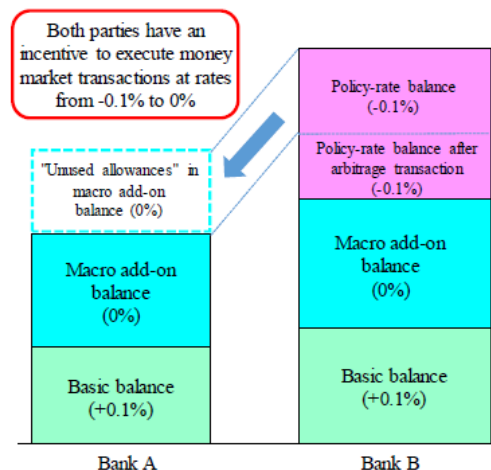 Both parties have an
incentive to execute money
market transactions at rates
from -0.1% to 0%
Policy-rate balance
(-0.1%)
Policy-rate balance after
arbitrage transaction
(-0.1%)
"Unused allowances" in
macro add-on
balance (0%)
Macro add-on
balance
(0%)
Macro add-on
balance
(0%)
Basic balance
(+0.1%)
Basic balance
(+0.1%)
Bank A
Bank B